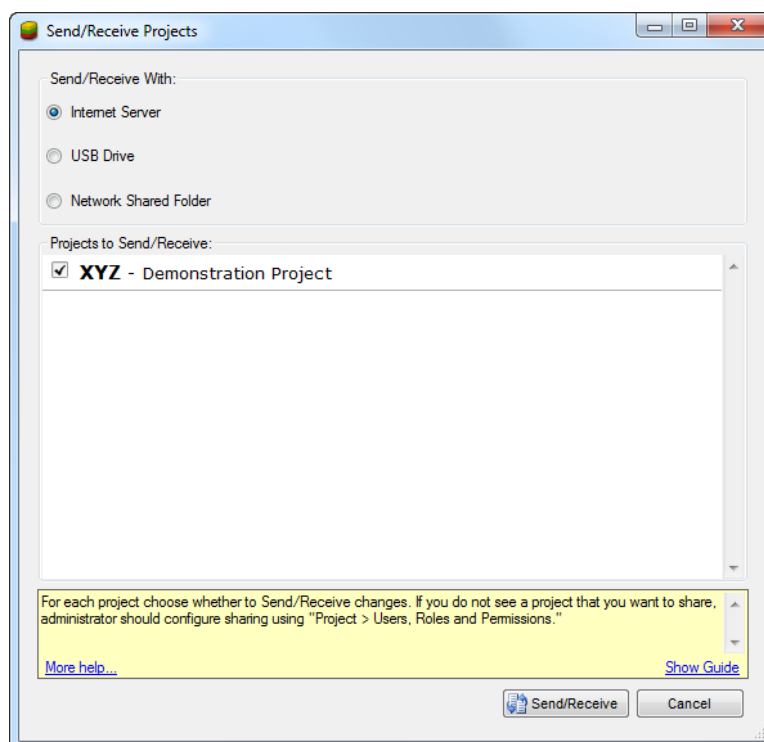 Send/Receive Projects
Send/Receive With:
Internet Server
USB Drive
Network Shared Folder
Projects to Send/Receive:
XYZ - Demonstration Project
For each project choose whether to Send/Receive changes. If you do not see a project that you want to share,
administrator should configure sharing using "Project > Users, Roles and Permissions."
More help...
Show Guide
Send/Receive
Cancel